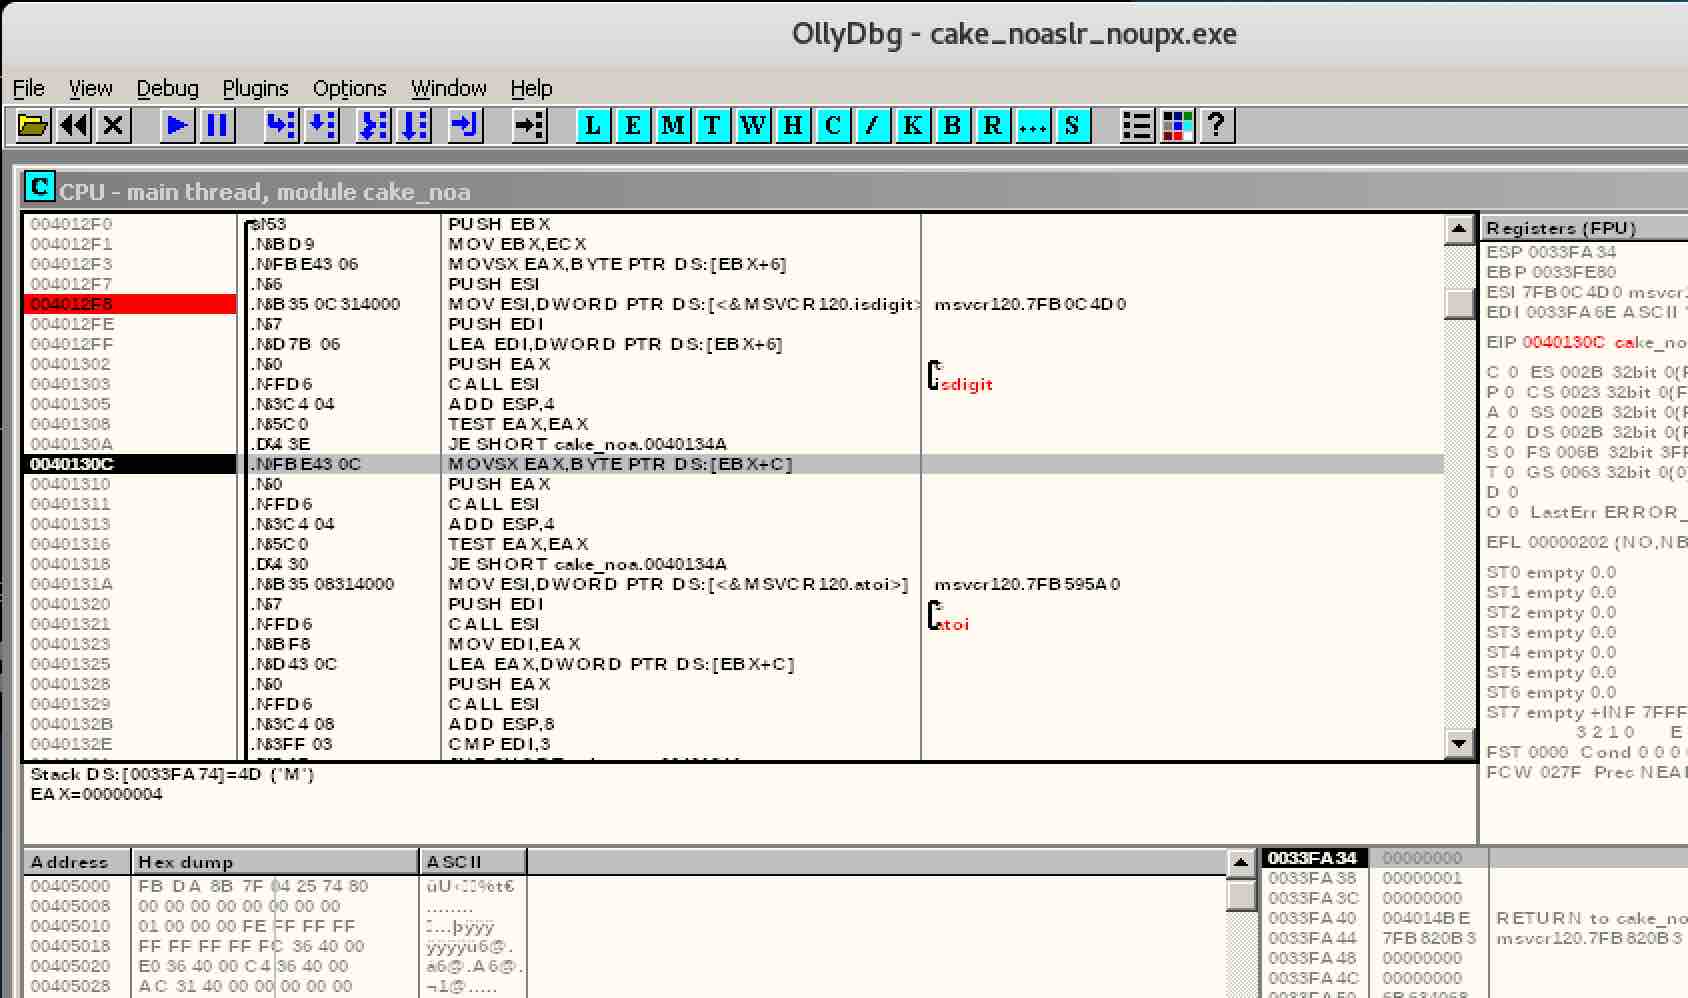 OllyDbg - cake_noaslr_noupx.exe
File View Debug Plugins Options Window Help
L E M T W H C / K B R ... S ?
C CPU - main thread, module cake_noa
004012F0 53 PUSH EBX
004012F1 8BD9 MOV EBX,ECX
004012F3 0FBE43 06 MOVSX EAX,BYTE PTR DS:[EBX+6]
004012F7 56 PUSH ESI
004012F8 8B35 0C314000 MOV ESI,DWORD PTR DS:[<&MSVCR120.isdigit> msvcr120.7FB0C4D0
004012FE 57 PUSH EDI
004012FF 8D7B 06 LEA EDI,DWORD PTR DS:[EBX+6]
00401302 50 PUSH EAX
00401303 FFD6 CALL ESI isdigit
00401305 83C4 04 ADD ESP,4
00401308 85C0 TEST EAX,EAX
0040130A 74 3E JE SHORT cake_noa.0040134A
0040130C 0FBE43 0C MOVSX EAX,BYTE PTR DS:[EBX+C]
00401310 50 PUSH EAX
00401311 FFD6 CALL ESI
00401313 83C4 04 ADD ESP,4
00401316 85C0 TEST EAX,EAX
00401318 74 30 JE SHORT cake_noa.0040134A
0040131A 8B35 08314000 MOV ESI,DWORD PTR DS:[<&MSVCR120.atoi>] msvcr120.7FB595A0
00401320 57 PUSH EDI
00401321 FFD6 CALL ESI atoi
00401323 8BF8 MOV EDI,EAX
00401325 8D43 0C LEA EAX,DWORD PTR DS:[EBX+C]
00401328 50 PUSH EAX
00401329 FFD6 CALL ESI
0040132B 83C4 08 ADD ESP,8
0040132E 83FF 03 CMP EDI,3
Stack DS:[0033FA74]=4D ('M')
EAX=00000004
Registers (FPU)
ESP 0033FA34
EBP 0033FE80
ESI 7FB0C4D0 msvcr1
EDI 0033FA6E ASCII "
EIP 0040130C cake_no
C 0 ES 002B 32bit 0(F
P 0 CS 0023 32bit 0(F
A 0 SS 002B 32bit 0(F
Z 0 DS 002B 32bit 0(F
S 0 FS 006B 32bit 3FF
T 0 GS 0063 32bit 0(0)
D 0
O 0 LastErr ERROR_
EFL 00000202 (NO,NB
ST0 empty 0.0
ST1 empty 0.0
ST2 empty 0.0
ST3 empty 0.0
ST4 empty 0.0
ST5 empty 0.0
ST6 empty 0.0
ST7 empty +INF 7FFF
3 2 1 0 E
FST 0000 Cond 0 0 0 0
FCW 027F Prec NEAR
Address Hex dump ASCII
00405000 FB DA 8B 7F 04 25 74 80
00405008 00 00 00 00 00 00 00 00 ........
00405010 01 00 00 00 FE FF FF FF
00405018 FF FF FF FF FC 36 40 00 ÿÿÿÿü6@.
00405020 E0 36 40 00 C4 36 40 00 à6@.Ä6@.
00405028 AC 31 40 00 00 00 00 00 ¬1@.....
0033FA34 00000000
0033FA38 00000001
0033FA3C 00000000
0033FA40 004014BE RETURN to cake_no
0033FA44 7FB820B3 msvcr120.7FB820B3
0033FA48 00000000
0033FA4C 00000000